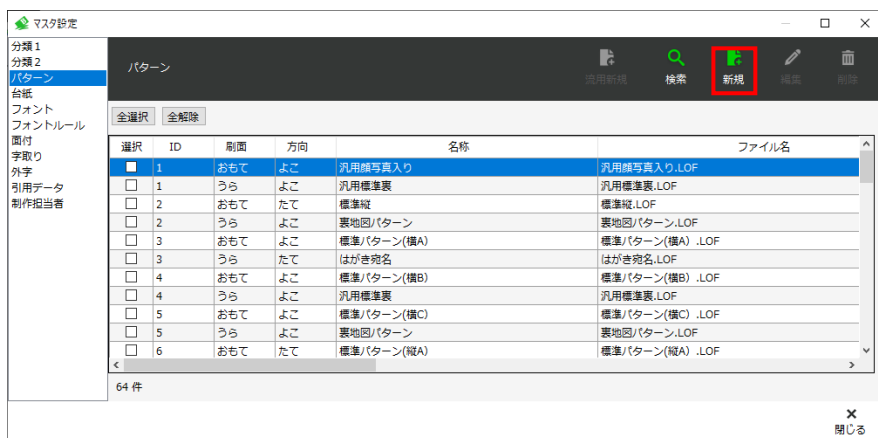 マスタ設定
分類1
分類2
パターン
台紙
フォント
フォントルール
面付
字取り
外字
引用データ
制作担当者
パターン
流用新規 検索 新規 編集 削除
全選択 全解除
選択 ID 刷面 方向 名称 ファイル名
1 おもて よこ 汎用顔写真入り 汎用顔写真入り.LOF
1 うら よこ 汎用標準裏 汎用標準裏.LOF
2 おもて たて 標準縦 標準縦.LOF
2 うら よこ 裏地図パターン 裏地図パターン.LOF
3 おもて よこ 標準パターン(横A) 標準パターン(横A) .LOF
3 うら たて はがき宛名 はがき宛名.LOF
4 おもて よこ 標準パターン(横B) 標準パターン(横B) .LOF
4 うら よこ 汎用標準裏 汎用標準裏.LOF
5 おもて よこ 標準パターン(横C) 標準パターン(横C) .LOF
5 うら よこ 裏地図パターン 裏地図パターン.LOF
6 おもて たて 標準パターン(縦A) 標準パターン(縦A) .LOF
64 件
閉じる